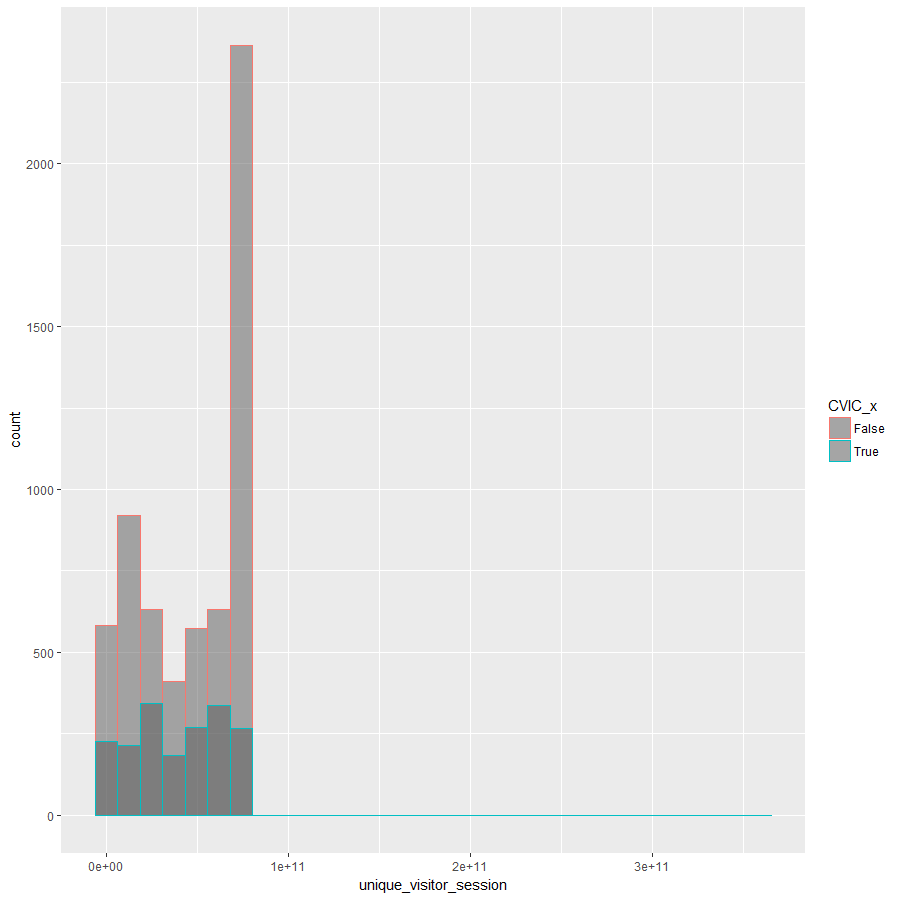 2000
1500
1000
500
0
count
0e+00 1e+11 2e+11 3e+11
unique_visitor_session
CVIC_x
False
True